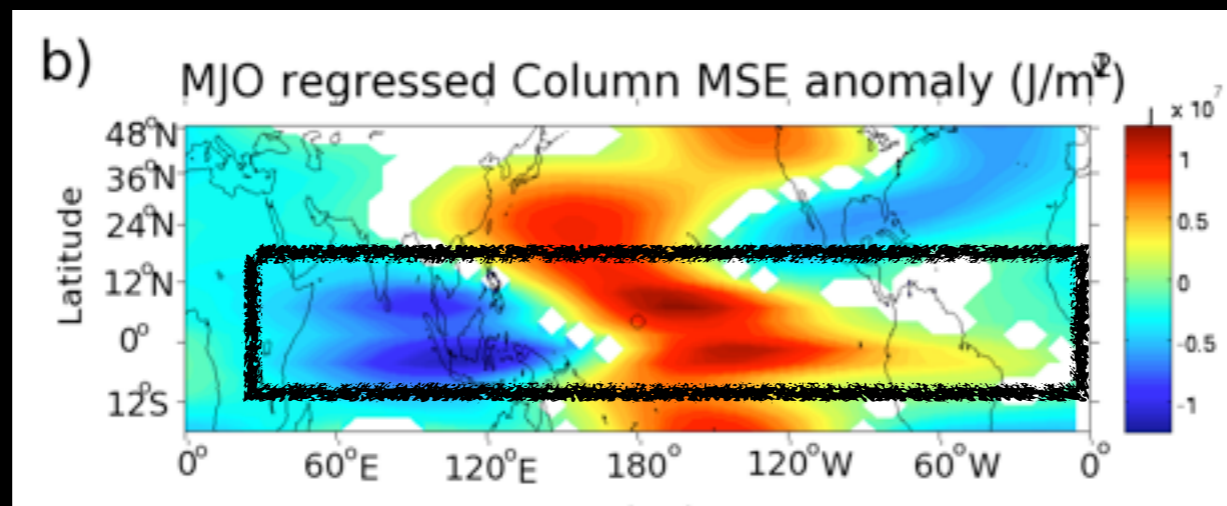 b)
MJO regressed Column MSE anomaly (J/m²)
x 10⁷
48°N
36°N
24°N
12°N
0°
12°S
Latitude
1
0.5
0
-0.5
-1
0°
60°E
120°E
180°
120°W
60°W
0°